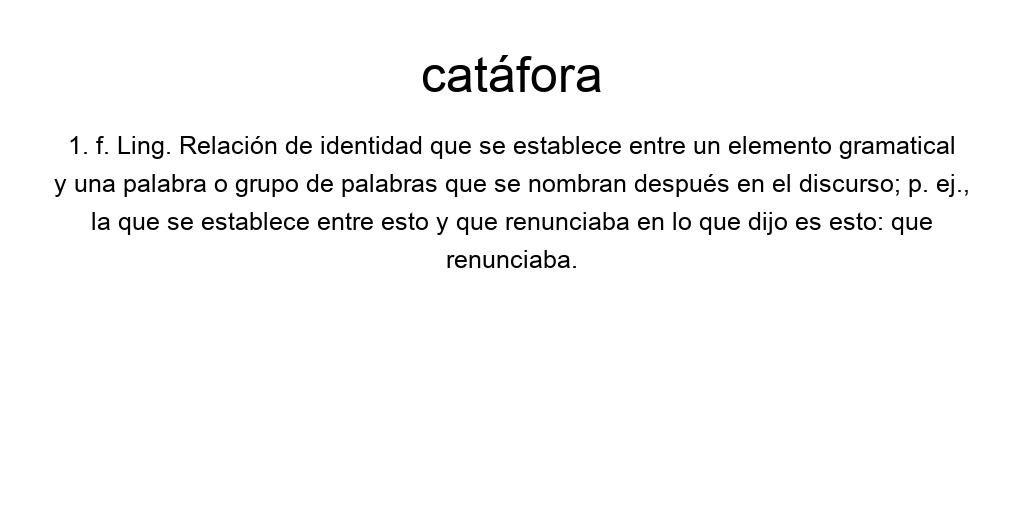 catáfora
1. f. Ling. Relación de identidad que se establece entre un elemento gramatical
y una palabra o grupo de palabras que se nombran después en el discurso; p. ej.,
la que se establece entre esto y que renunciaba en lo que dijo es esto: que
renunciaba.